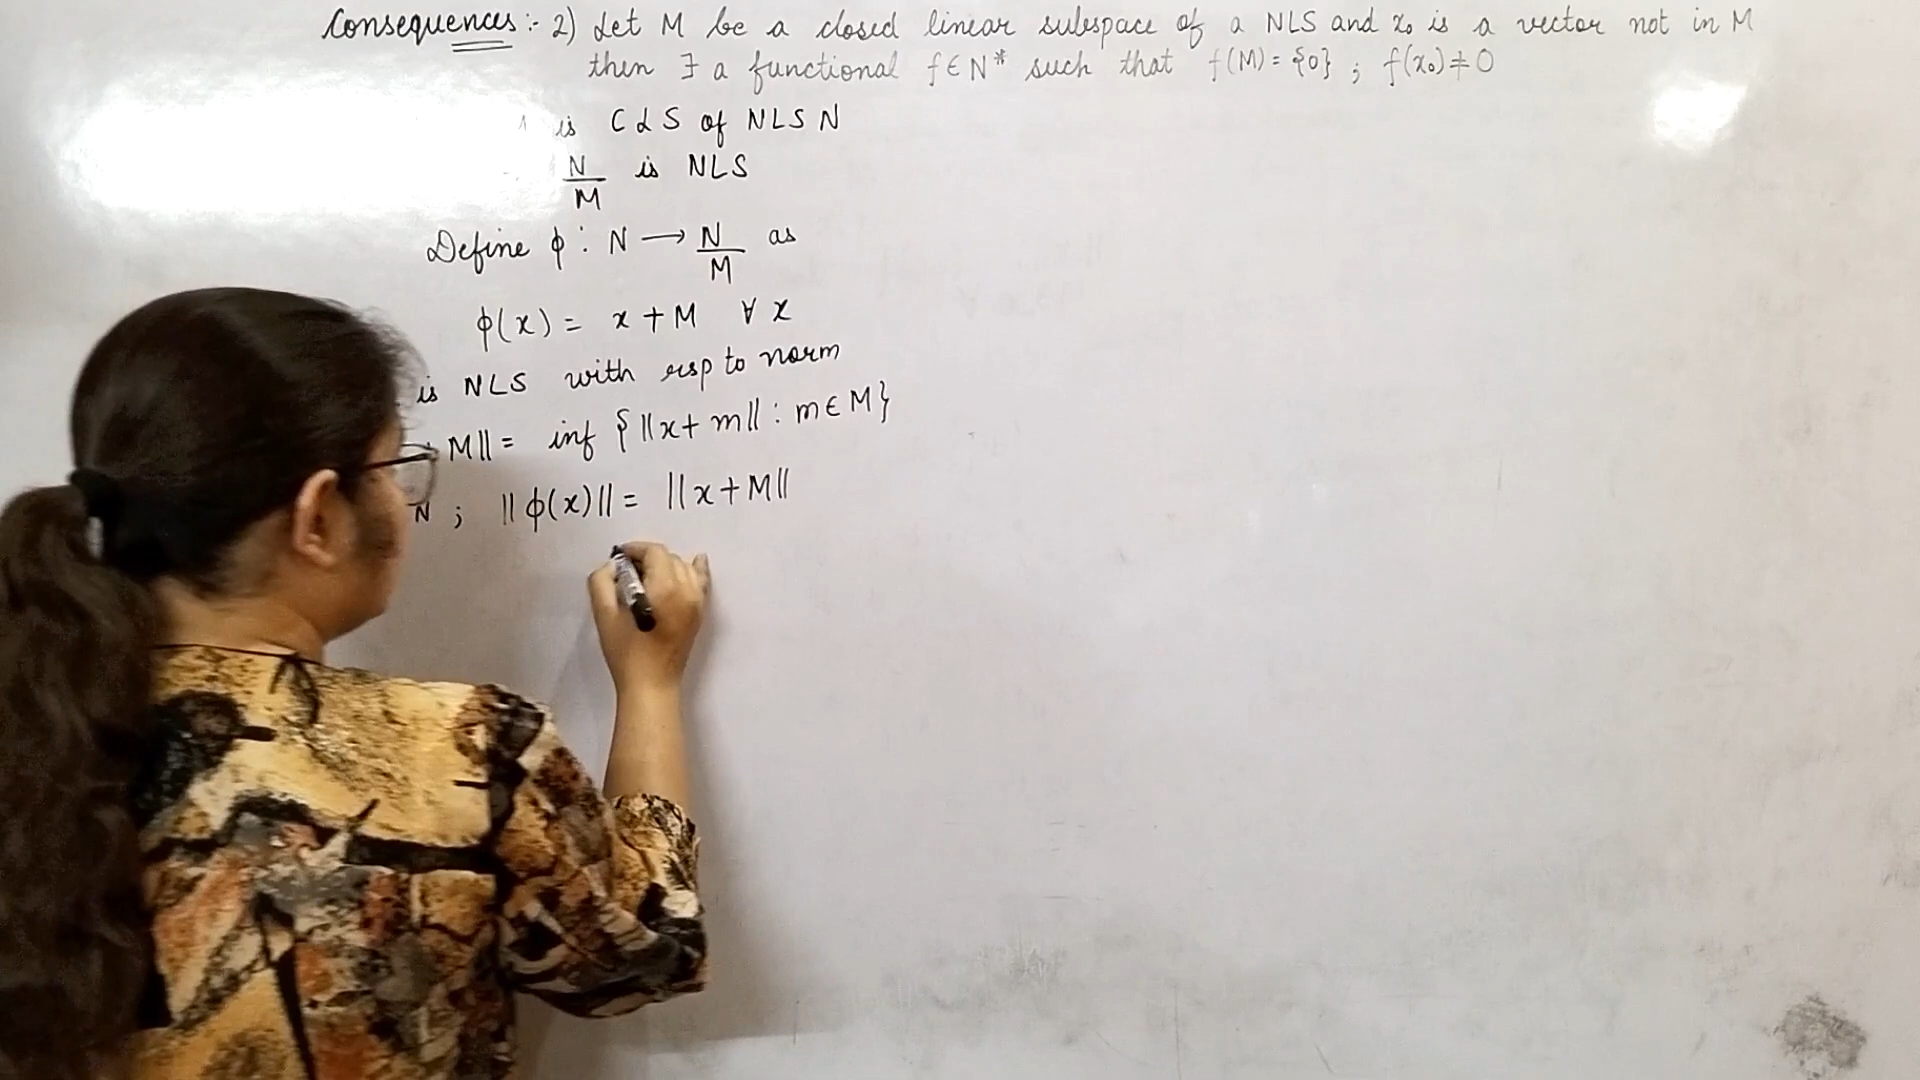 Consequences :- 2) Let M be a closed linear subspace of a NLS and x₀ is a vector not in M
then ∃ a functional f ∈ N* such that f(M) = {0} ; f(x₀) ≠ 0
is CLS of NLS N
N/M is NLS
Define φ : N → N/M as
φ(x) = x + M ∀ x
is NLS with resp to norm
M|| = inf {||x + m|| : m ∈ M}
N ; ||φ(x)|| = ||x + M||